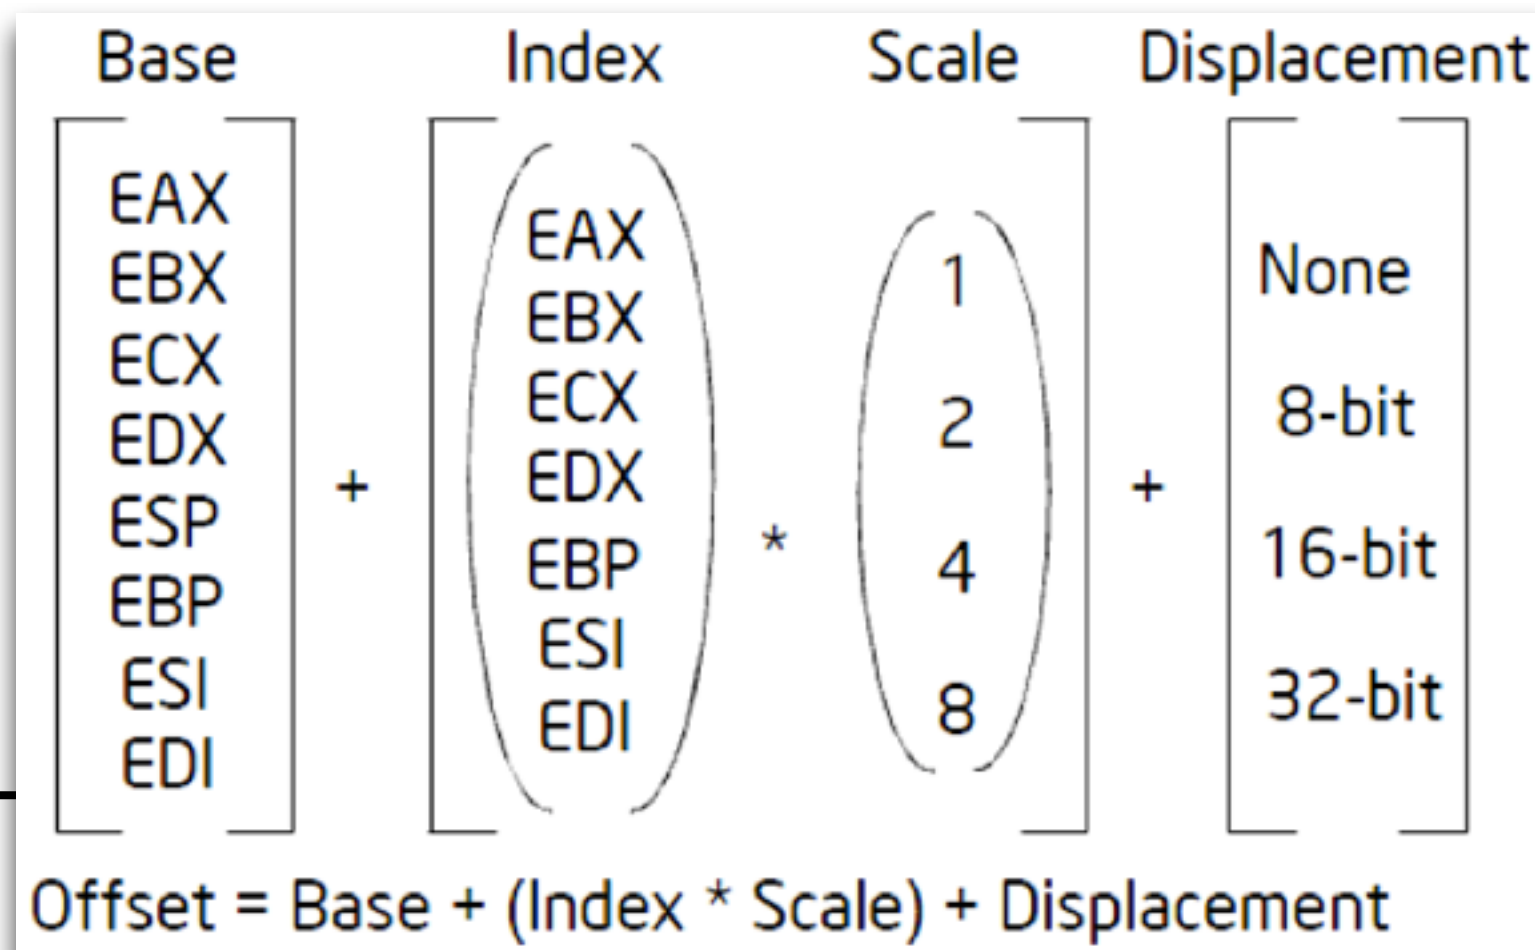 Base Index Scale Displacement
EAX
EBX
ECX
EDX
ESP
EBP
ESI
EDI
+
EAX
EBX
ECX
EDX
EBP
ESI
EDI
*
1
2
4
8
+
None
8-bit
16-bit
32-bit
Offset = Base + (Index * Scale) + Displacement